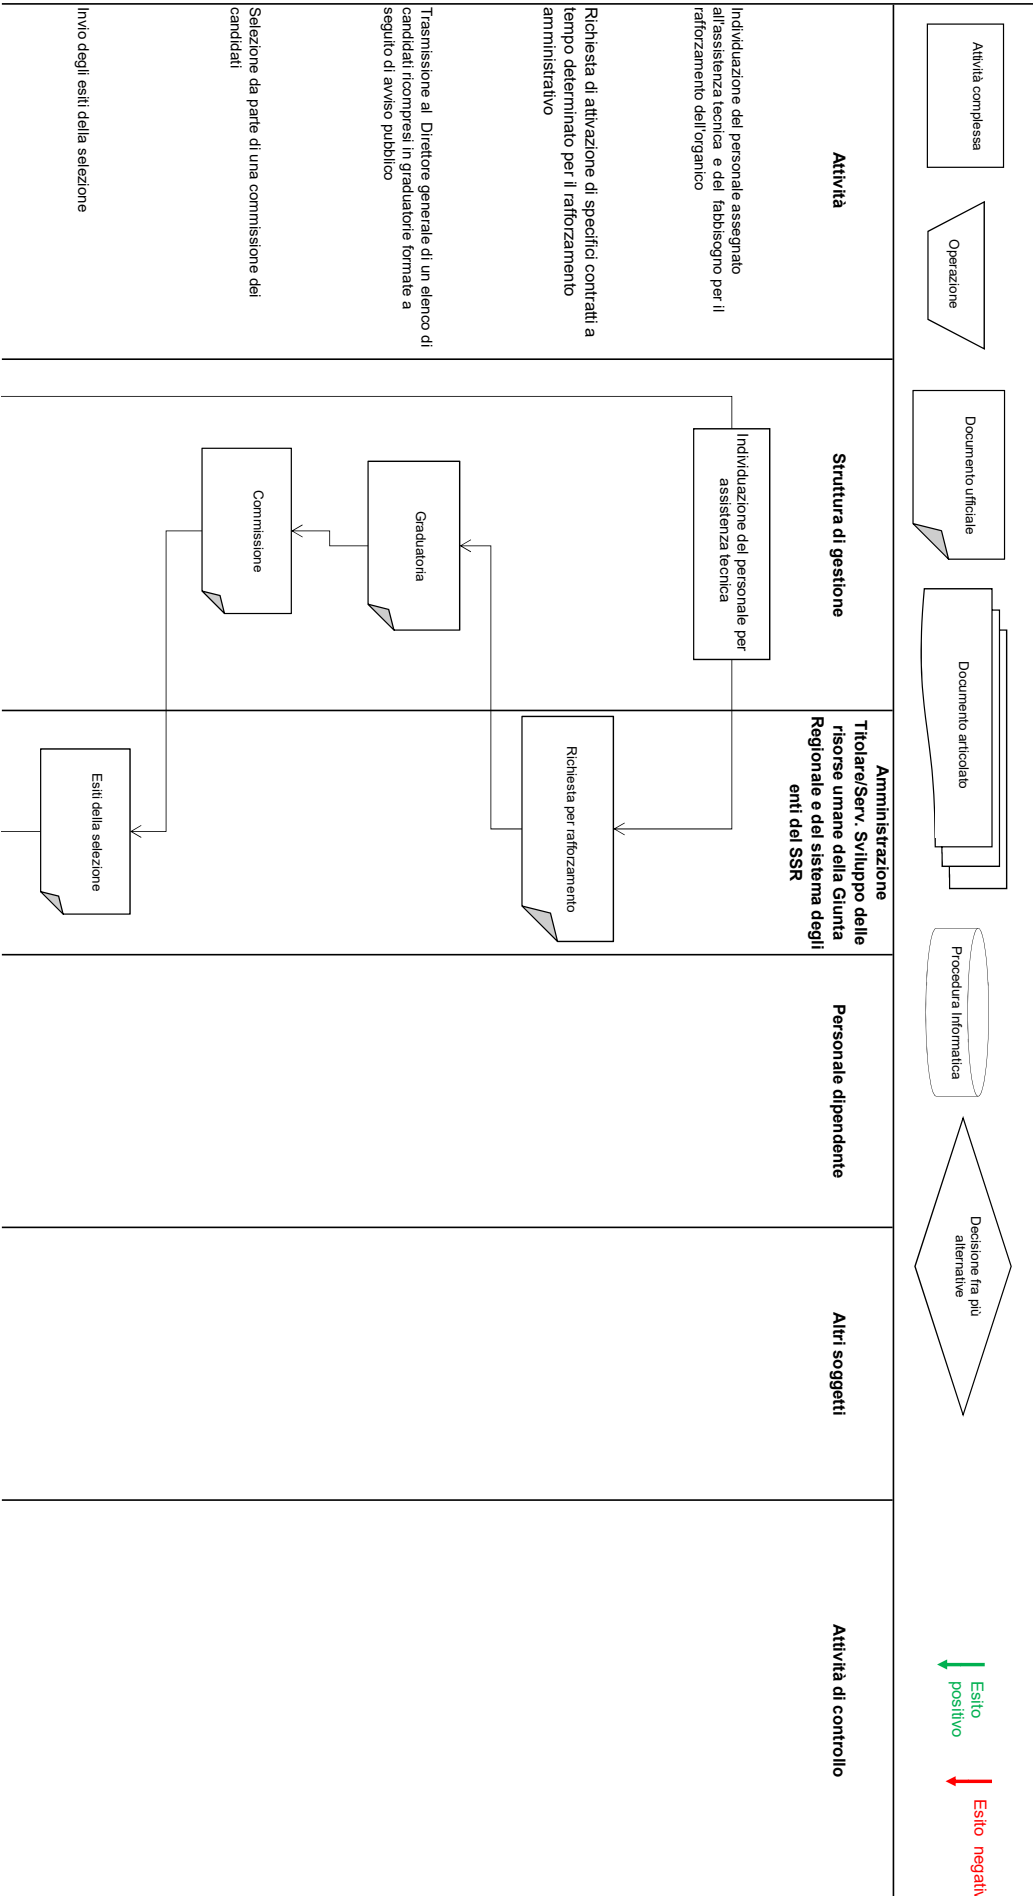 Attività complessa
Operazione
Documento ufficiale
Documento articolato
Procedura Informatica
Decisione fra più
alternative
Esito
positivo
Esito negativ
Attività
Struttura di gestione
Amministrazione
Titolare/Serv. Sviluppo delle
risorse umane della Giunta
Regionale e del sistema degli
enti del SSR
Personale dipendente
Altri soggetti
Attività di controllo
Individuazione del personale assegnato
all'assistenza tecnica e del fabbisogno per il
rafforzamento dell'organico
Individuazione del personale per
assistenza tecnica
Richiesta di attivazione di specifici contratti a
tempo determinato per il rafforzamento
amministrativo
Richiesta per rafforzamento
Trasmissione al Direttore generale di un elenco di
candidati ricompresi in graduatorie formate a
seguito di avviso pubblico
Graduatoria
Selezione da parte di una commissione dei
candidati
Commissione
Invio degli esiti della selezione
Esiti della selezione